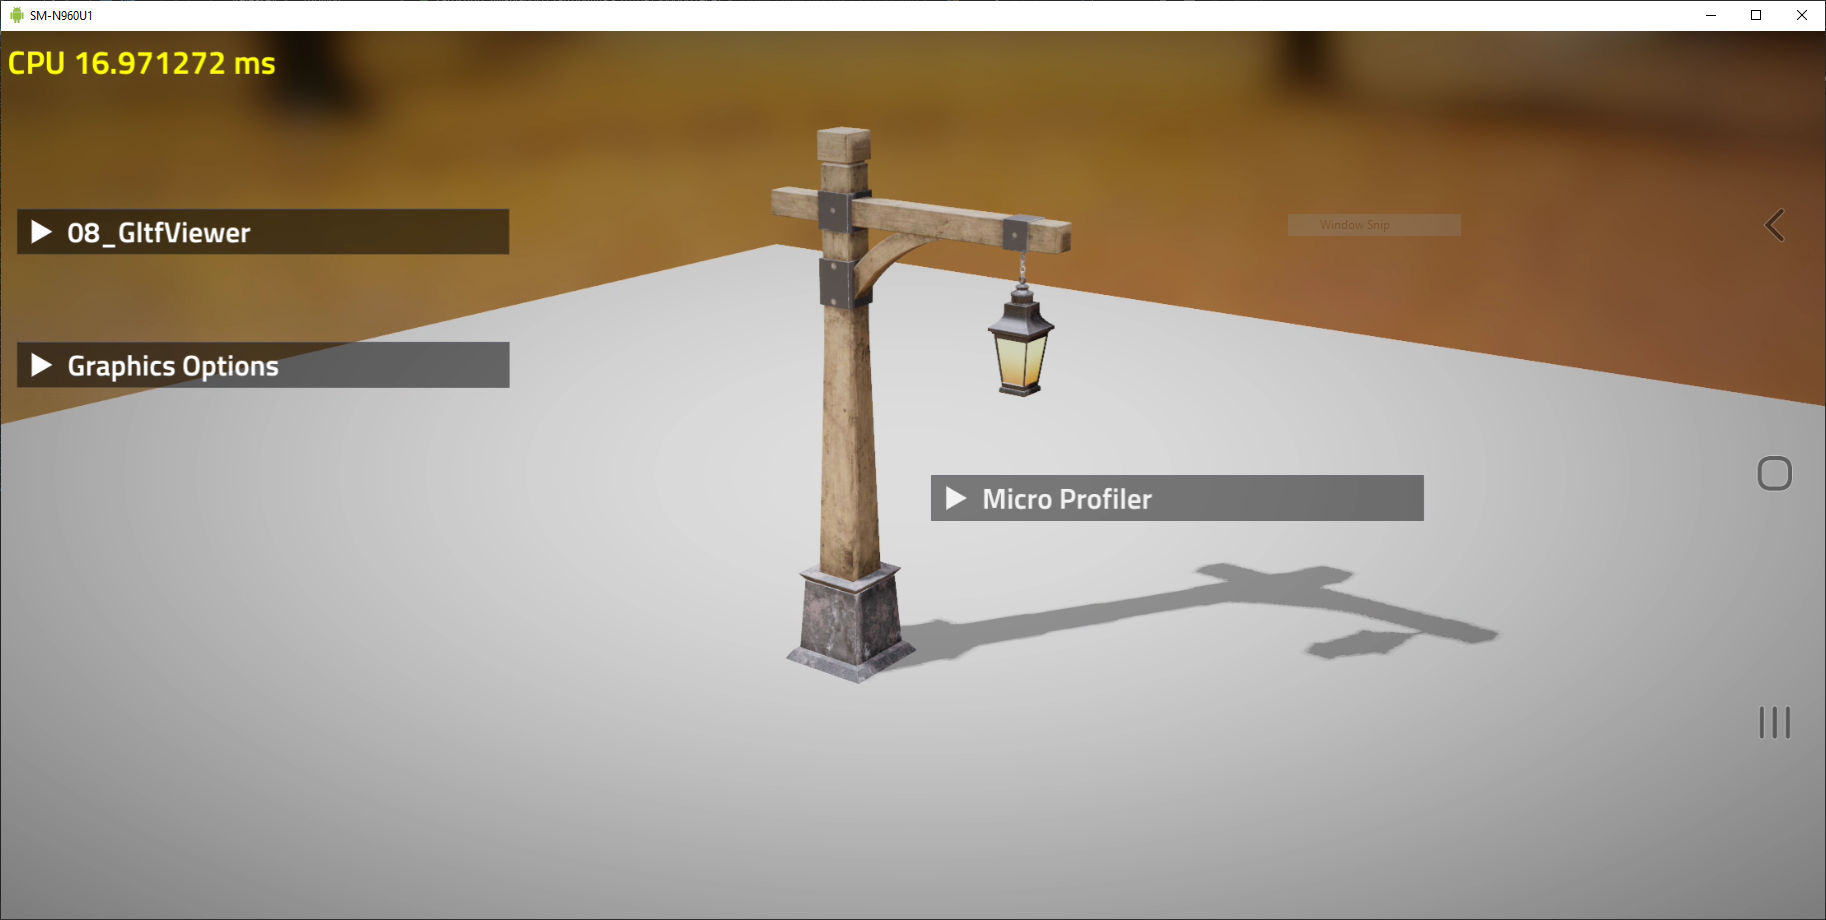 SM-N960U1
CPU 16.971272 ms
08_GltfViewer
Window Snip
Graphics Options
Micro Profiler